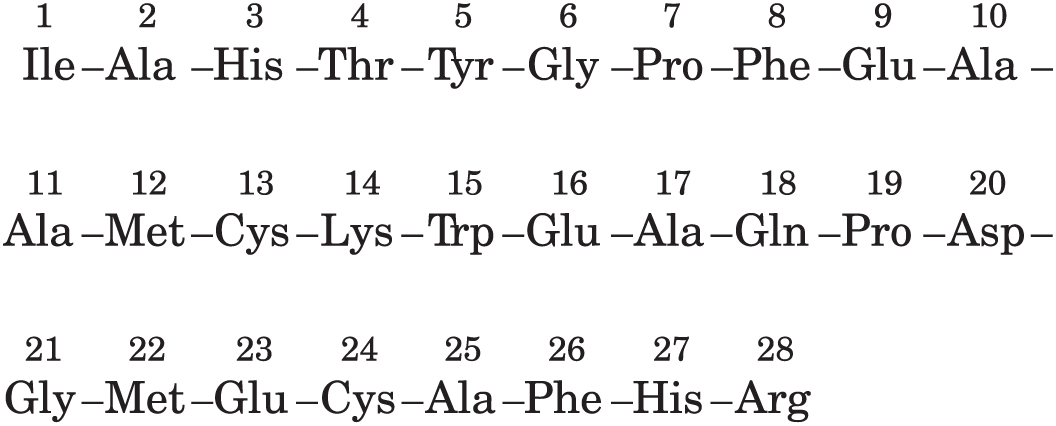 1 2 3 4 5 6 7 8 9 10
Ile–Ala–His–Thr–Tyr–Gly–Pro–Phe–Glu–Ala–
11 12 13 14 15 16 17 18 19 20
Ala–Met–Cys–Lys–Trp–Glu–Ala–Gln–Pro–Asp–
21 22 23 24 25 26 27 28
Gly–Met–Glu–Cys–Ala–Phe–His–Arg